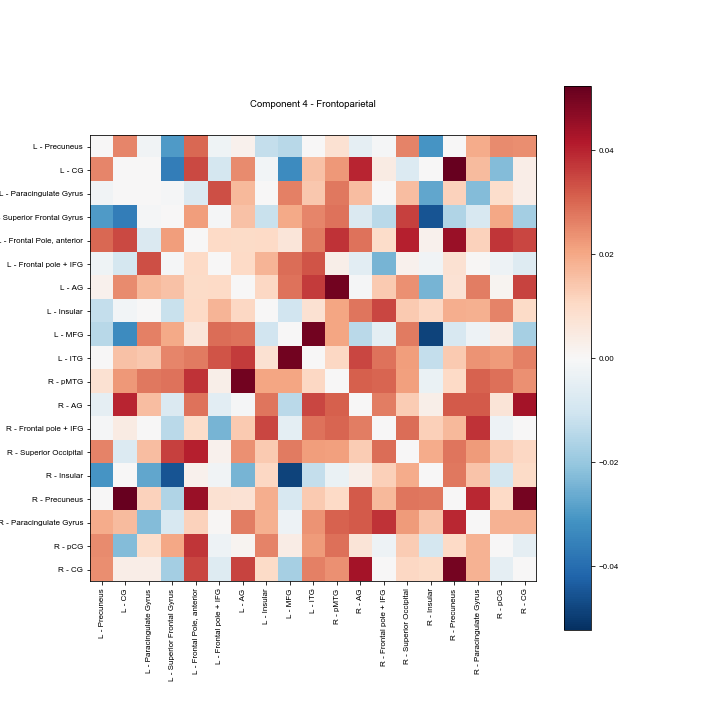 Component 4 - Frontoparietal
L - Precuneus
L - CG
L - Paracingulate Gyrus
Superior Frontal Gyrus
L - Frontal Pole, anterior
L - Frontal pole + IFG
L - AG
L - Insular
L - MFG
L - ITG
R - pMTG
R - AG
R - Frontal pole + IFG
R - Superior Occipital
R - Insular
R - Precuneus
R - Paracingulate Gyrus
R - pCG
R - CG
L - Precuneus
L - CG
L - Paracingulate Gyrus
L - Superior Frontal Gyrus
L - Frontal Pole, anterior
L - Frontal pole + IFG
L - AG
L - Insular
L - MFG
L - ITG
R - pMTG
R - AG
R - Frontal pole + IFG
R - Superior Occipital
R - Insular
R - Precuneus
R - Paracingulate Gyrus
R - pCG
R - CG
0.04
0.02
0.00
−0.02
−0.04